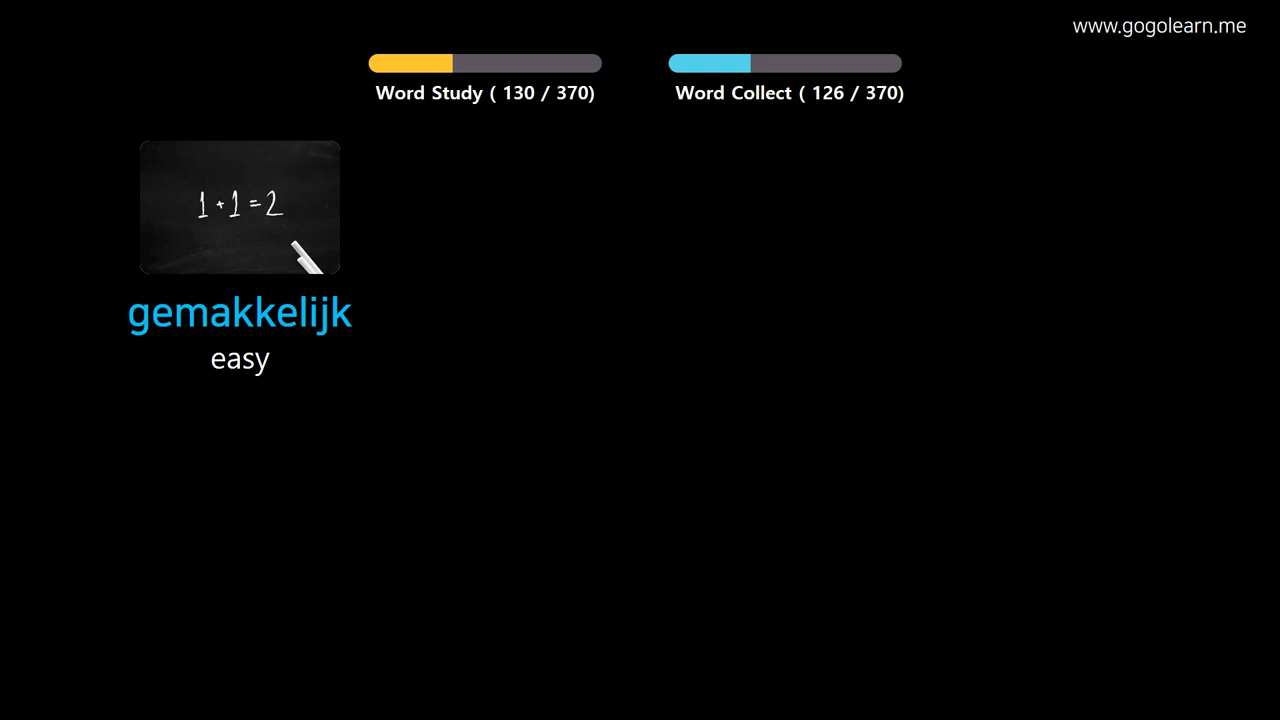 www.gogolearn.me
Word Study ( 130 / 370)
Word Collect ( 126 / 370)
1 + 1 = 2
gemakkelijk
easy